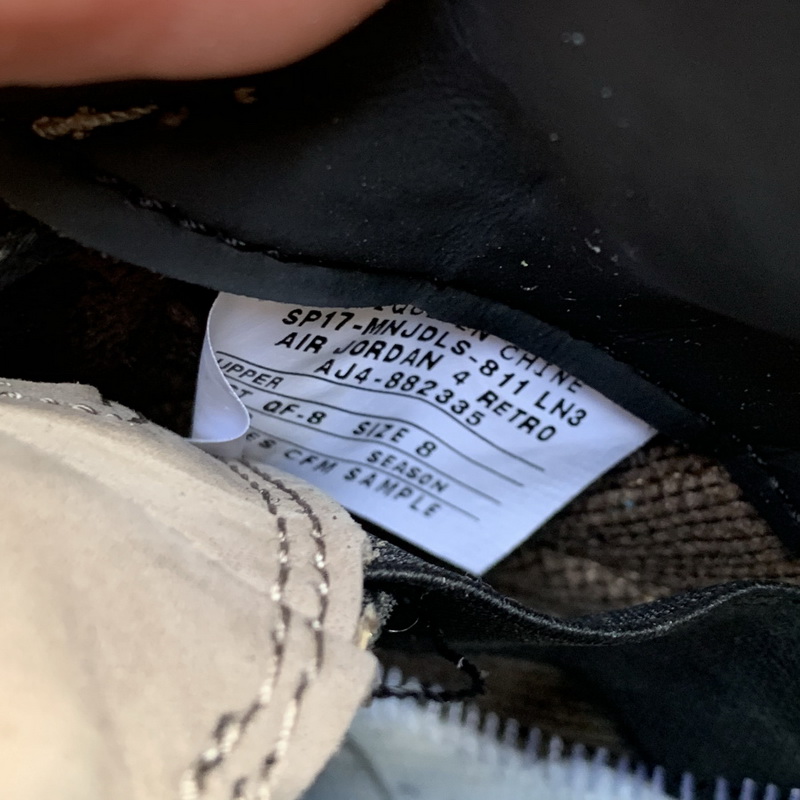 EN CHINE
SP17-MNJDLS-811 LN3
AIR JORDAN 4 RETRO
AJ4-882335
UPPER
QF-8 SIZE 8
SEASON
CFM SAMPLE